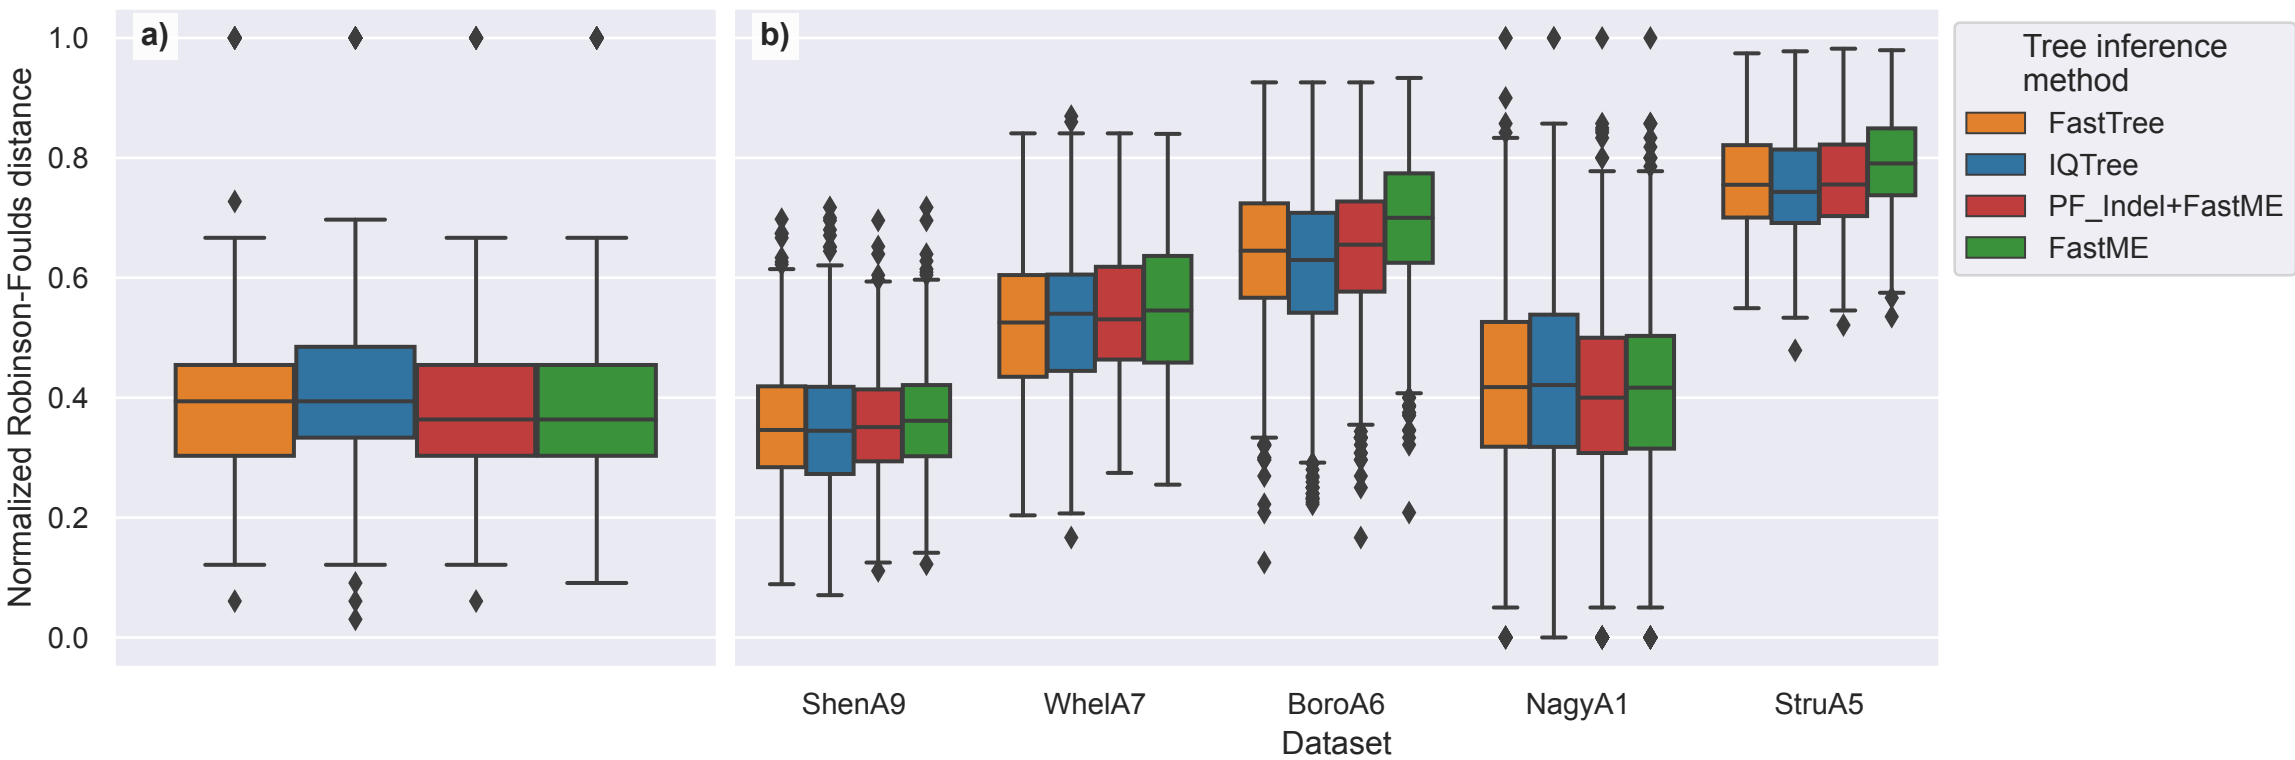 Normalized Robinson-Foulds distance
1.0
0.8
0.6
0.4
0.2
0.0
a)
b)
ShenA9
WhelA7
BoroA6
NagyA1
StruA5
Dataset
Tree inference
method
FastTree
IQTree
PF_Indel+FastME
FastME